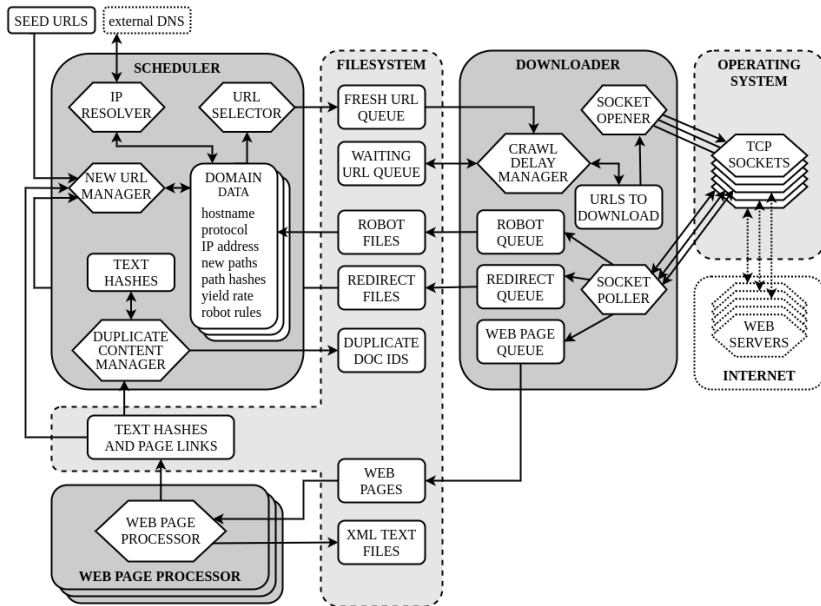 SEED URLS
external DNS
SCHEDULER
IP
RESOLVER
URL
SELECTOR
NEW URL
MANAGER
DOMAIN
DATA
hostname
protocol
IP address
new paths
path hashes
yield rate
robot rules
TEXT
HASHES
DUPLICATE
CONTENT
MANAGER
TEXT HASHES
AND PAGE LINKS
WEB PAGE
PROCESSOR
WEB PAGE PROCESSOR
FILESYSTEM
FRESH URL
QUEUE
WAITING
URL QUEUE
ROBOT
FILES
REDIRECT
FILES
DUPLICATE
DOC IDS
WEB
PAGES
XML TEXT
FILES
DOWNLOADER
SOCKET
OPENER
CRAWL
DELAY
MANAGER
URLS TO
DOWNLOAD
ROBOT
QUEUE
REDIRECT
QUEUE
WEB PAGE
QUEUE
SOCKET
POLLER
OPERATING
SYSTEM
TCP
SOCKETS
WEB
SERVERS
INTERNET